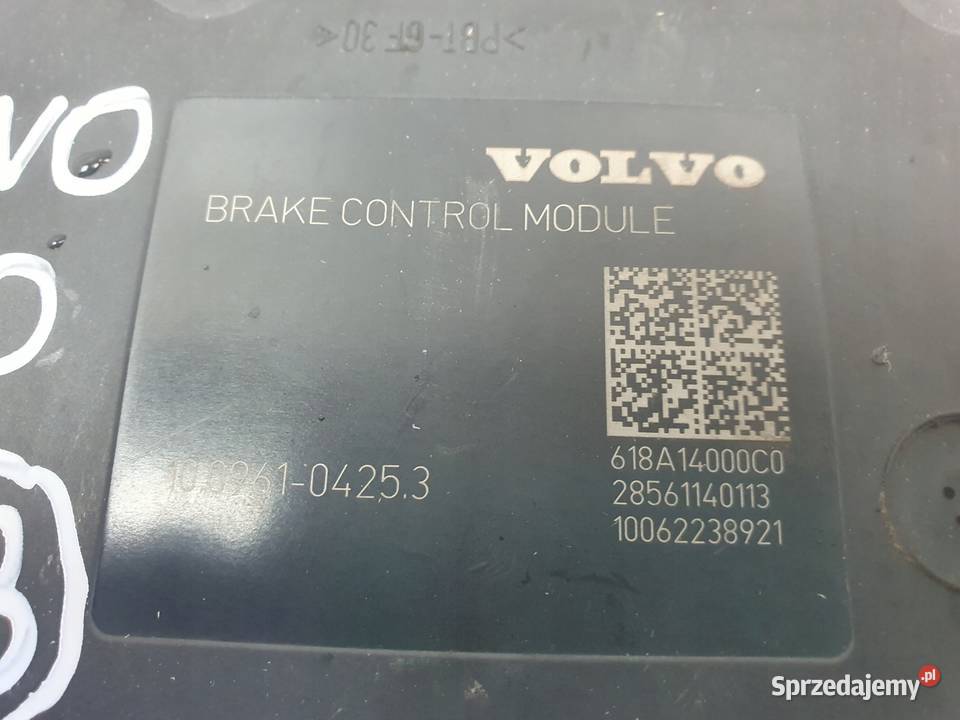 >PBT-GF30<
VOLVO
BRAKE CONTROL MODULE
618A14000C0
28561140113
10062238921
Sprzedajemy.pl